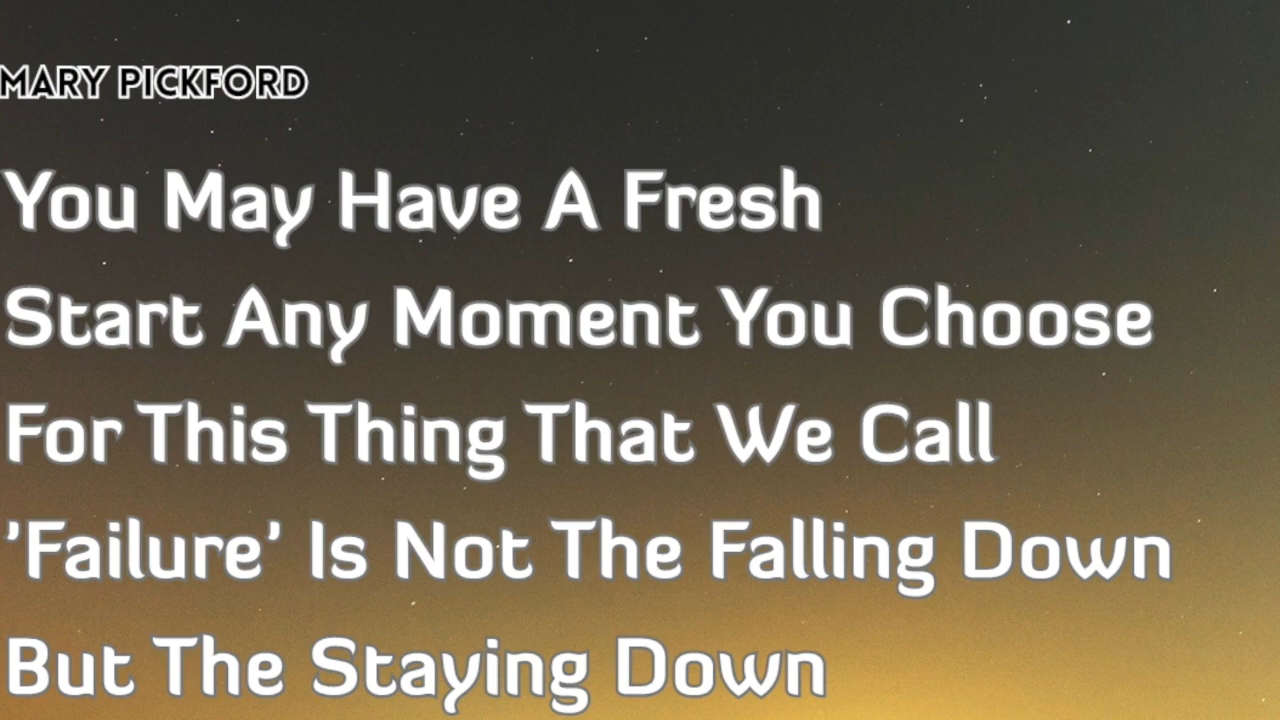 MARY PICKFORD
You May Have A Fresh
Start Any Moment You Choose
For This Thing That We Call
'Failure' Is Not The Falling Down
But The Staying Down